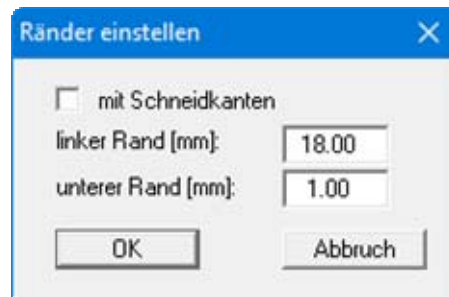 Ränder einstellen
mit Schneidkanten
linker Rand [mm]: 18.00
unterer Rand [mm]: 1.00
OK Abbruch